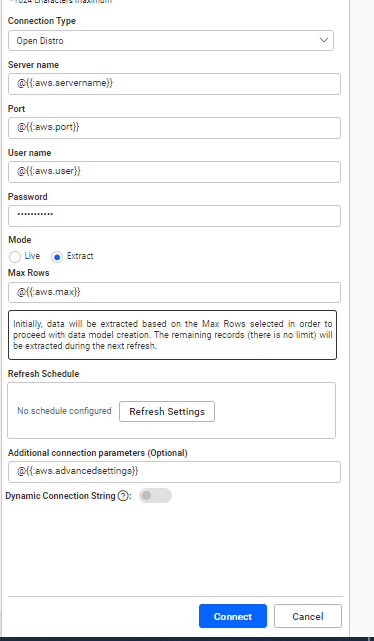 *1024 characters maximum
Connection Type
Open Distro
Server name
@{{:aws.servername}}
Port
@{{:aws.port}}
User name
@{{:aws.user}}
Password
•••••••••••
Mode
Live Extract
Max Rows
@{{:aws.max}}
Initially, data will be extracted based on the Max Rows selected in order to
proceed with data model creation. The remaining records (there is no limit) will
be extracted during the next refresh.
Refresh Schedule
No schedule configured Refresh Settings
Additional connection parameters (Optional)
@{{:aws.advancedsettings}}
Dynamic Connection String ?:
Connect Cancel